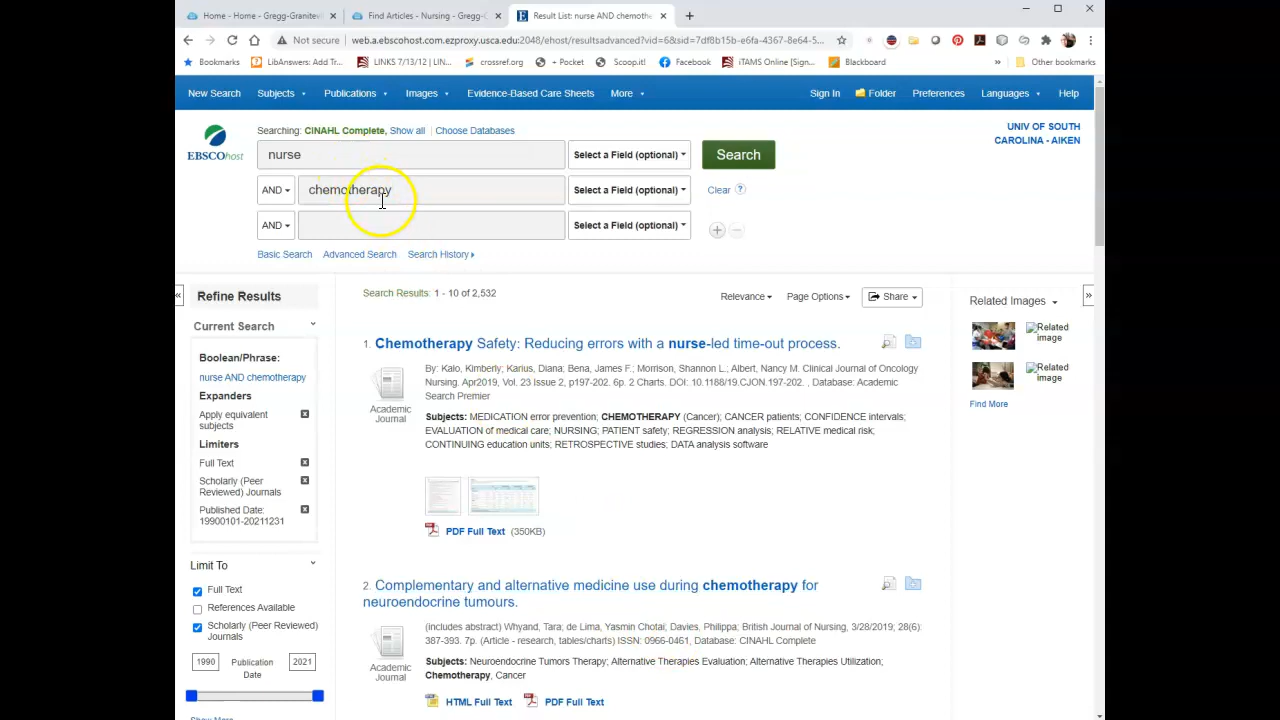 Home - Home - Gregg-Granitev
Find Articles - Nursing - Gregg-G
Result List: nurse AND chemothe
Not secure web.a.ebscohost.com.ezproxy.usca.edu:2048/ehost/resultsadvanced?vid=6&sid=7df8b15b-e6fa-4367-8e64-5...
Bookmarks LibAnswers: Add Tr... LINKS 7/13/12 | LIN... crossref.org + Pocket Scoop.it! Facebook iTAMS Online [Sign... Blackboard » Other bookmarks
New Search Subjects Publications Images Evidence-Based Care Sheets More Sign In Folder Preferences Languages Help
Searching: CINAHL Complete, Show all | Choose Databases
UNIV OF SOUTH
CAROLINA - AIKEN
EBSCOhost
nurse Select a Field (optional) Search
AND chemotherapy Select a Field (optional) Clear ?
AND Select a Field (optional)
Basic Search Advanced Search Search History
Refine Results
Current Search
Boolean/Phrase:
nurse AND chemotherapy
Expanders
Apply equivalent
subjects
Limiters
Full Text
Scholarly (Peer
Reviewed) Journals
Published Date:
19900101-20211231
Limit To
Full Text
References Available
Scholarly (Peer Reviewed)
Journals
1990 Publication 2021
Date
Show More
Search Results: 1 - 10 of 2,532
Relevance Page Options Share
1. Chemotherapy Safety: Reducing errors with a nurse-led time-out process.
Academic
Journal
By: Kaio, Kimberly; Karius, Diana; Bena, James F.; Morrison, Shannon L.; Albert, Nancy M. Clinical Journal of Oncology
Nursing. Apr2019, Vol. 23 Issue 2, p197-202. 6p. 2 Charts. DOI: 10.1188/19.CJON.197-202. , Database: Academic
Search Premier
Subjects: MEDICATION error prevention; CHEMOTHERAPY (Cancer); CANCER patients; CONFIDENCE intervals;
EVALUATION of medical care; NURSING; PATIENT safety; REGRESSION analysis; RELATIVE medical risk;
CONTINUING education units; RETROSPECTIVE studies; DATA analysis software
PDF Full Text (350KB)
2. Complementary and alternative medicine use during chemotherapy for
neuroendocrine tumours.
Academic
Journal
(includes abstract) Whyand, Tara; de Lima, Yasmin Chotai; Davies, Philippa; British Journal of Nursing, 3/28/2019; 28(6):
387-393. 7p. (Article - research, tables/charts) ISSN: 0966-0461, Database: CINAHL Complete
Subjects: Neuroendocrine Tumors Therapy; Alternative Therapies Evaluation; Alternative Therapies Utilization;
Chemotherapy, Cancer
HTML Full Text PDF Full Text
Related Images
Related
image
Related
image
Find More